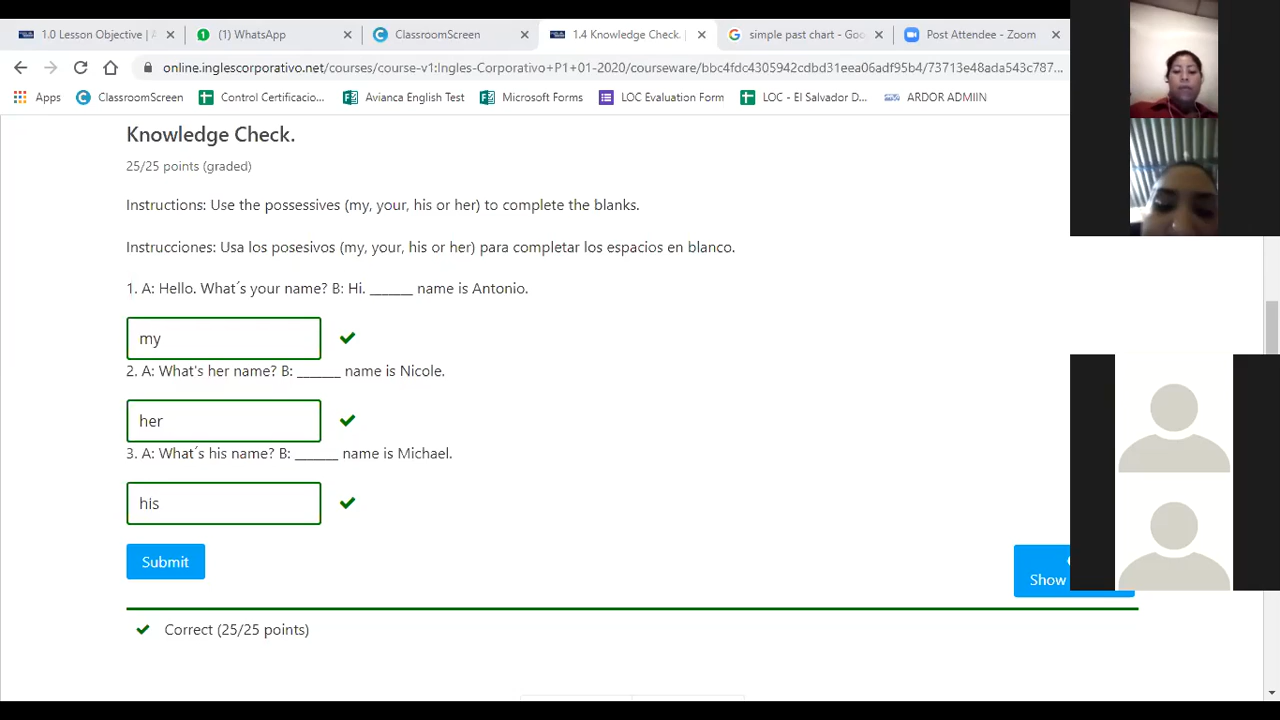 1.0 Lesson Objective | A
(1) WhatsApp
ClassroomScreen
1.4 Knowledge Check.
simple past chart - Goo
Post Attendee - Zoom
online.inglescorporativo.net/courses/course-v1:Ingles-Corporativo+P1+01-2020/courseware/bbc4fdc4305942cdbd31eea06adf95b4/73713e48ada543c787...
Apps
ClassroomScreen
Control Certificacio...
Avianca English Test
Microsoft Forms
LOC Evaluation Form
LOC - El Salvador D...
ARDOR ADMIIN
Knowledge Check.
25/25 points (graded)
Instructions: Use the possessives (my, your, his or her) to complete the blanks.
Instrucciones: Usa los posesivos (my, your, his or her) para completar los espacios en blanco.
1. A: Hello. What´s your name? B: Hi. ______ name is Antonio.
my
2. A: What's her name? B: ______ name is Nicole.
her
3. A: What´s his name? B: ______ name is Michael.
his
Submit
Show
Correct (25/25 points)